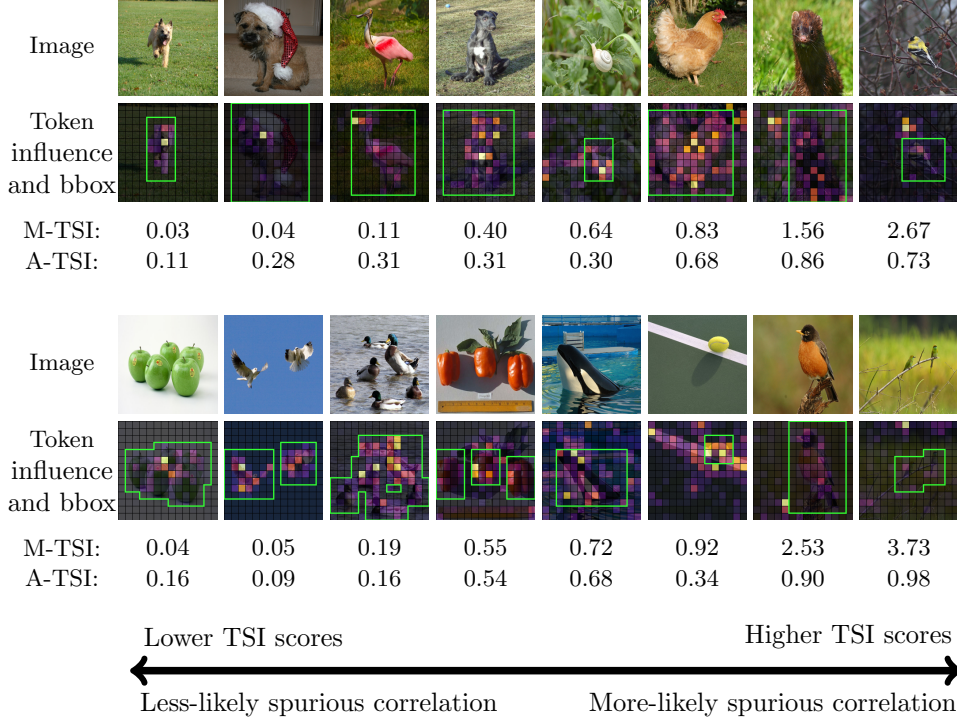 Image
Token
influence
and bbox
M-TSI: 0.03 0.04 0.11 0.40 0.64 0.83 1.56 2.67
A-TSI: 0.11 0.28 0.31 0.31 0.30 0.68 0.86 0.73
Image
Token
influence
and bbox
M-TSI: 0.04 0.05 0.19 0.55 0.72 0.92 2.53 3.73
A-TSI: 0.16 0.09 0.16 0.54 0.68 0.34 0.90 0.98
Lower TSI scores Higher TSI scores
Less-likely spurious correlation More-likely spurious correlation